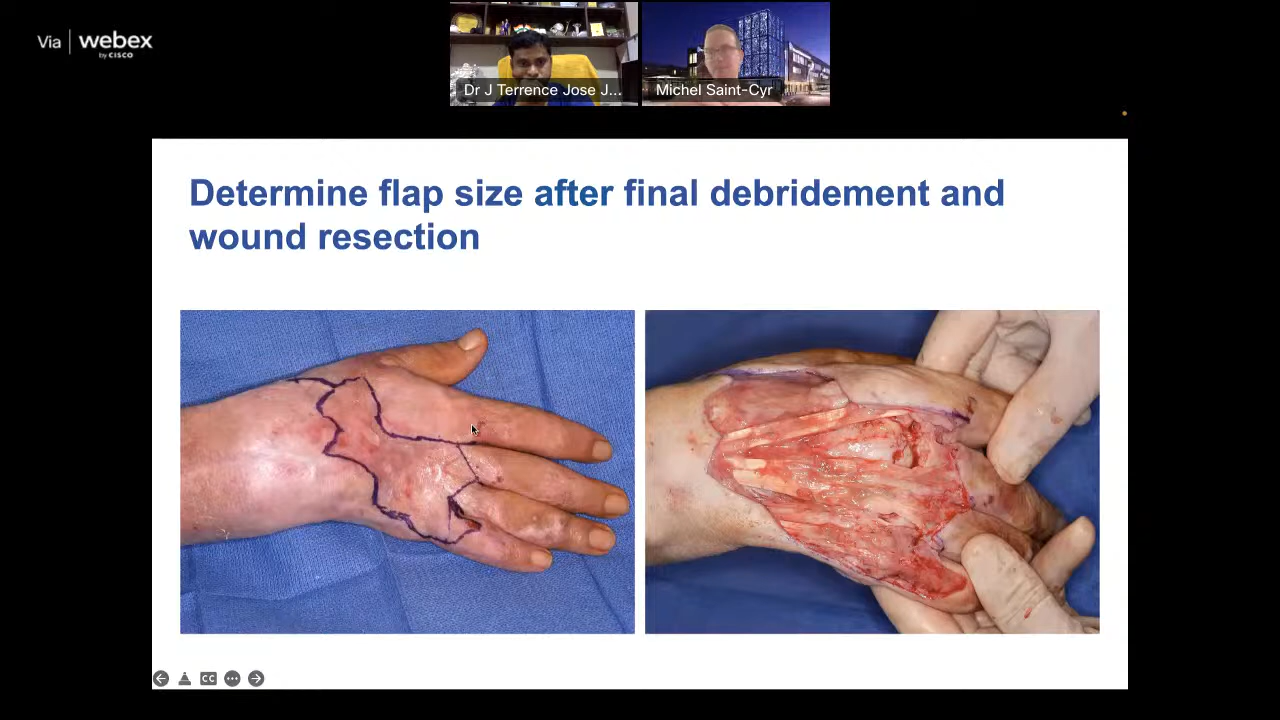 Via | webex
by CISCO
Dr J Terrence Jose J...
Michel Saint-Cyr
Determine flap size after final debridement and
wound resection
CC